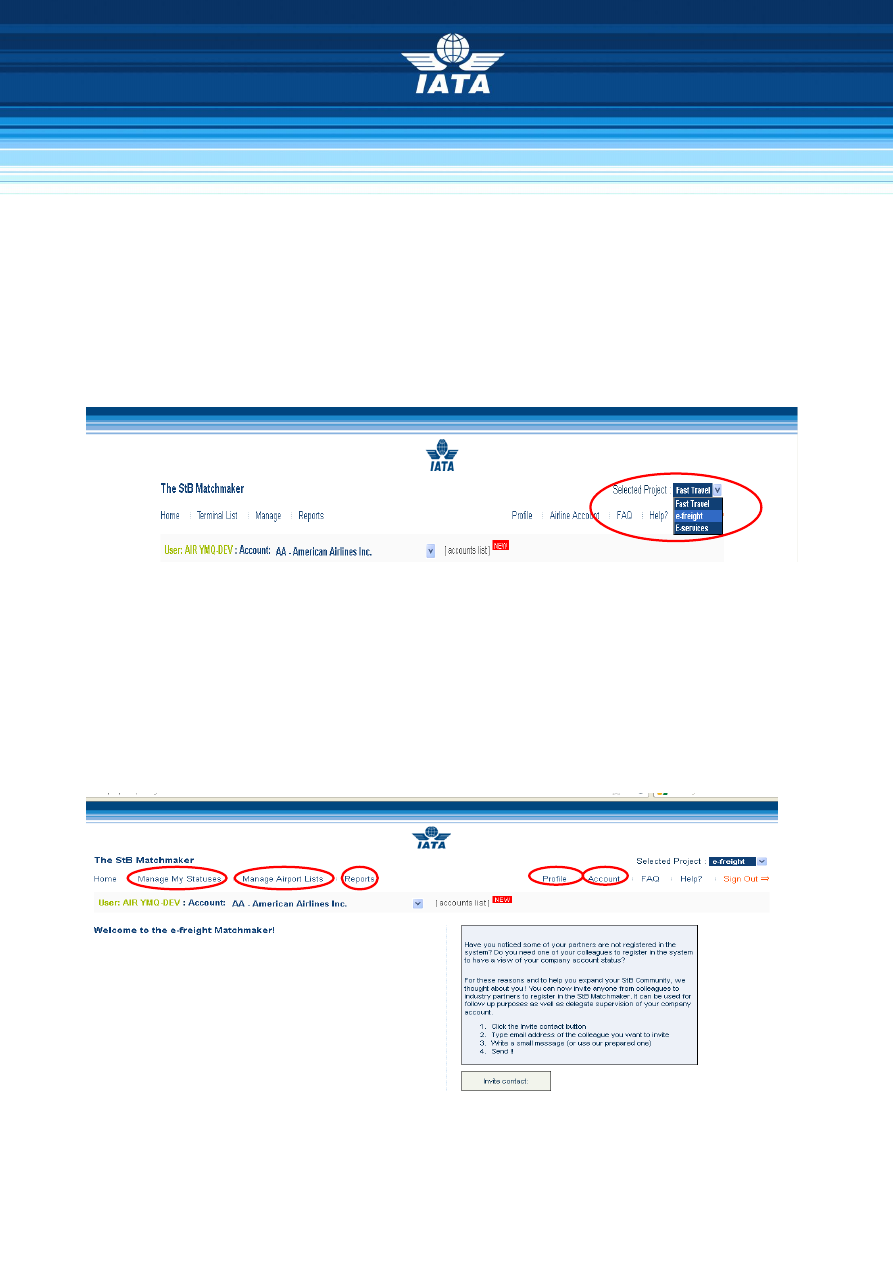 IATA
IATA
The StB Matchmaker
Selected Project : Fast Travel
Fast Travel
e-freight
E-services
Home Terminal List Manage Reports Profile Airline Account FAQ Help?
User: AIR YMQ-DEV : Account: AA - American Airlines Inc. [ accounts list ] NEW
IATA
The StB Matchmaker
Selected Project : e-freight
Home Manage My Statuses Manage Airport Lists Reports Profile Account FAQ Help? Sign Out ⇒
User: AIR YMQ-DEV : Account: AA - American Airlines Inc. [ accounts list ] NEW
Welcome to the e-freight Matchmaker!
Have you noticed some of your partners are not registered in the
system? Do you need one of your colleagues to register in the system
to have a view of your company account status?
For these reasons and to help you expand your StB Community, we
thought about you! You can now invite anyone from colleagues to
industry partners to register in the StB Matchmaker, it can be used for
follow up purposes as well as delegate supervision of your company
account.
1. Click the Invite contact button
2. Type email address of the colleague you want to invite
3. Write a small message (or use our prepared one)
4. Send !!
Invite contact: